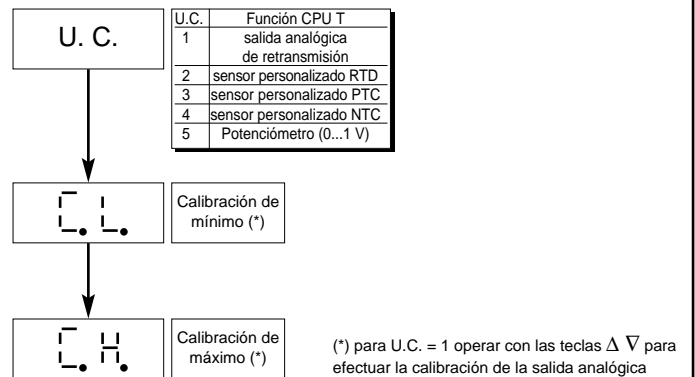 U. C.
U.C. Función CPU T
1 salida analógica
de retransmisión
2 sensor personalizado RTD
3 sensor personalizado PTC
4 sensor personalizado NTC
5 Potenciómetro (0...1 V)
C. L.
Calibración de
mínimo (*)
C. H.
Calibración de
máximo (*)
(*) para U.C. = 1 operar con las teclas Δ ∇ para
efectuar la calibración de la salida analógica